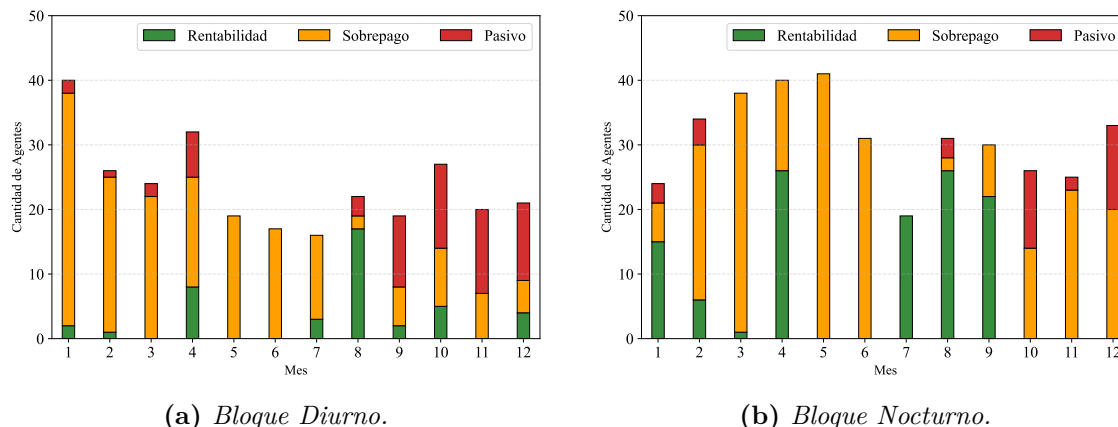 50
40
30
20
10
0
Cantidad de Agentes
Rentabilidad Sobrepago Pasivo
1 2 3 4 5 6 7 8 9 10 11 12
Mes
(a) Bloque Diurno.
50
40
30
20
10
0
Cantidad de Agentes
Rentabilidad Sobrepago Pasivo
1 2 3 4 5 6 7 8 9 10 11 12
Mes
(b) Bloque Nocturno.